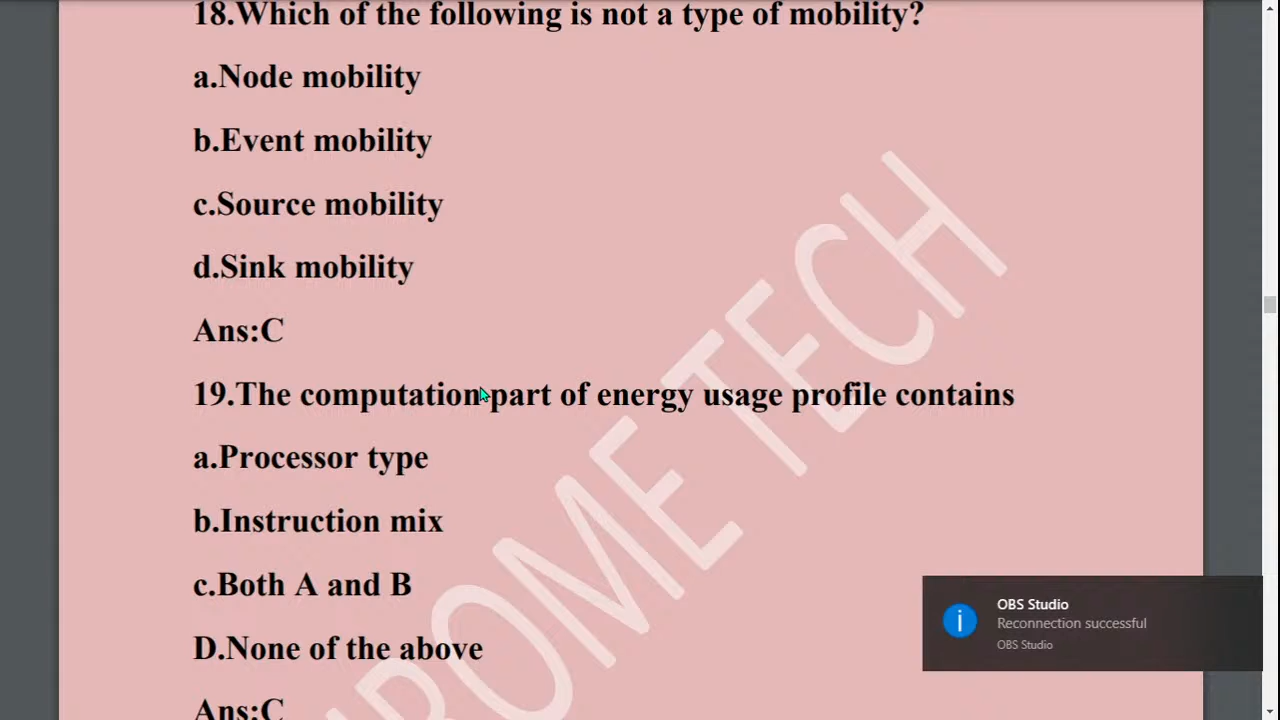 18.Which of the following is not a type of mobility?
a.Node mobility
b.Event mobility
c.Source mobility
d.Sink mobility
Ans:C
19.The computation part of energy usage profile contains
a.Processor type
b.Instruction mix
c.Both A and B
D.None of the above
Ans:C
OBS Studio
Reconnection successful
OBS Studio
ROME TECH